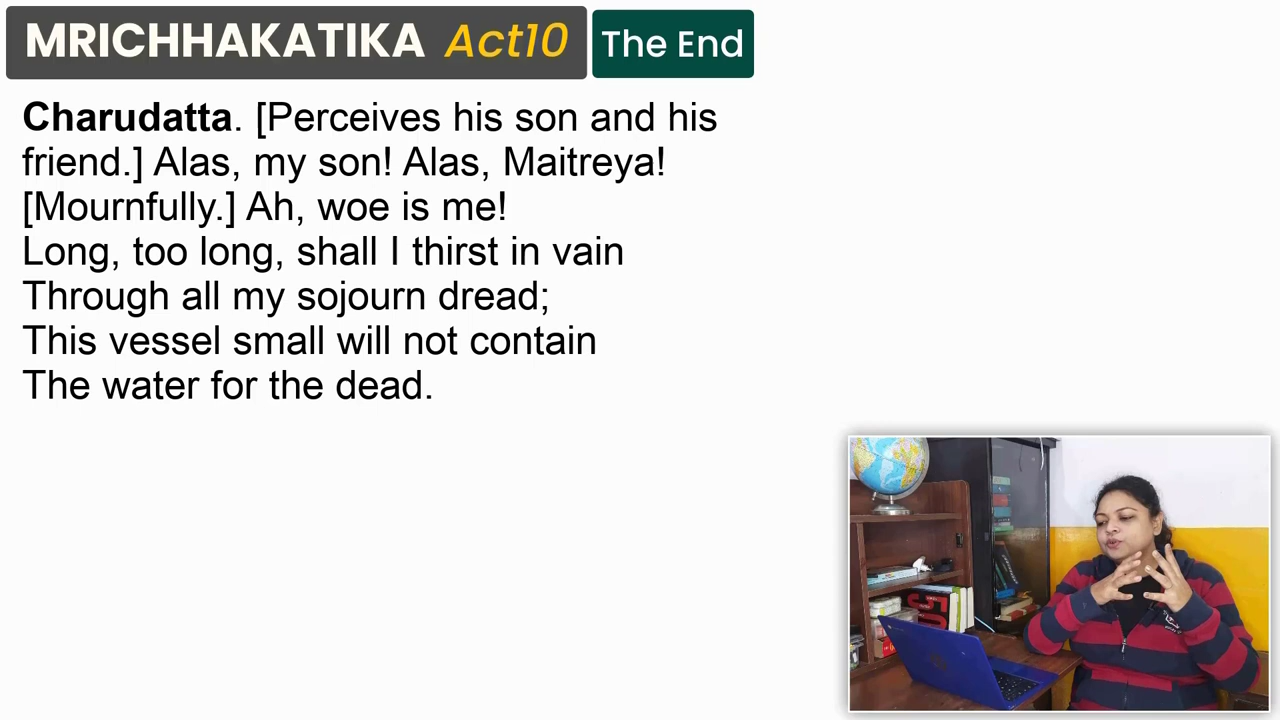 MRICHHAKATIKA Act10 The End
Charudatta. [Perceives his son and his
friend.] Alas, my son! Alas, Maitreya!
[Mournfully.] Ah, woe is me!
Long, too long, shall I thirst in vain
Through all my sojourn dread;
This vessel small will not contain
The water for the dead.